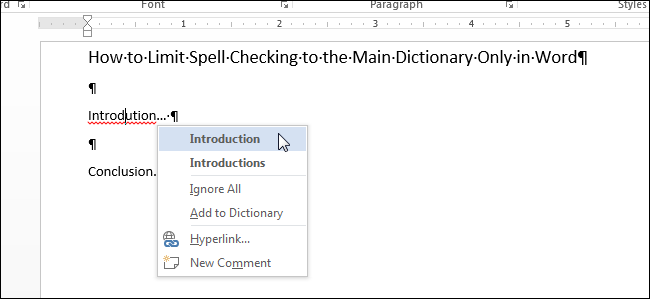 rd Font Paragraph Styles
1 2 3 4 5
How·to·Limit·Spell·Checking·to·the·Main·Dictionary·Only·in·Word¶
¶
Introdution...·¶
¶
Conclusion.
Introduction
Introductions
Ignore All
Add to Dictionary
Hyperlink...
New Comment